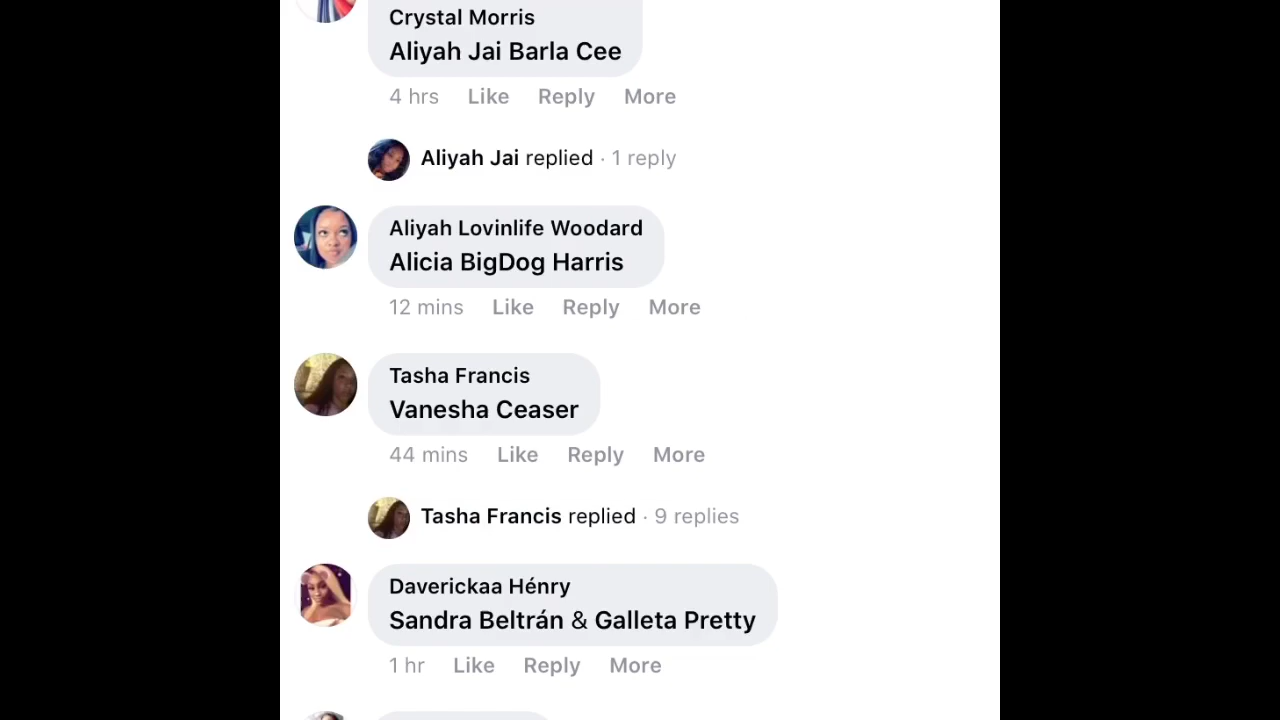 Crystal Morris
Aliyah Jai Barla Cee
4 hrs Like Reply More
Aliyah Jai replied · 1 reply
Aliyah Lovinlife Woodard
Alicia BigDog Harris
12 mins Like Reply More
Tasha Francis
Vanesha Ceaser
44 mins Like Reply More
Tasha Francis replied · 9 replies
Daverickaa Hénry
Sandra Beltrán & Galleta Pretty
1 hr Like Reply More